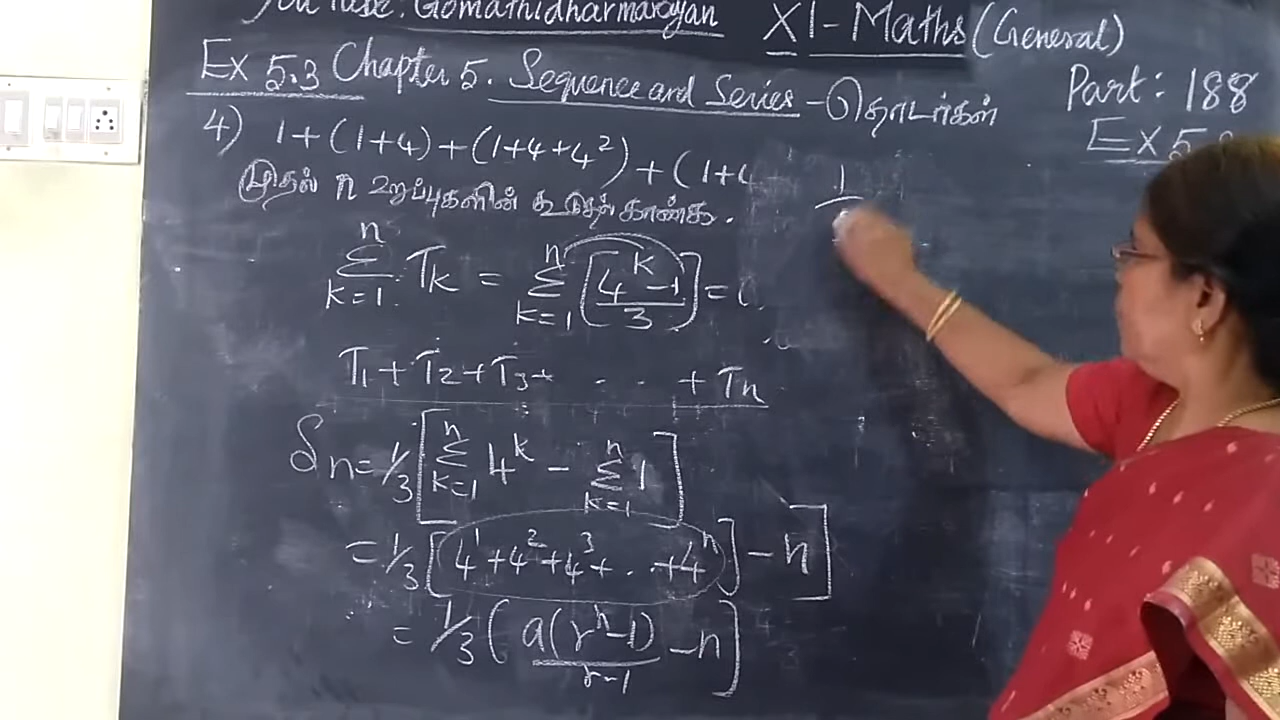 YouTube: Gomathidharmarayan XI-Maths (General)
Ex 5.3 Chapter 5. Sequence and Series - தொடர்கள் Part: 188
Ex 5.
4) 1+(1+4)+(1+4+4²)+(1+4
முதல் n உறுப்புகளின் கூடுதல் காண்க.
1
n Σ k=1 Tk = n Σ k=1 [4^k-1/3] = (
T1+T2+T3+ . . . +Tn
Sn = 1/3 [n Σ k=1 4^k - n Σ k=1 1]
= 1/3 [4¹+4²+4³+ . . +4^n] - n]
= 1/3 (a(r^n-1)/r-1 - n]